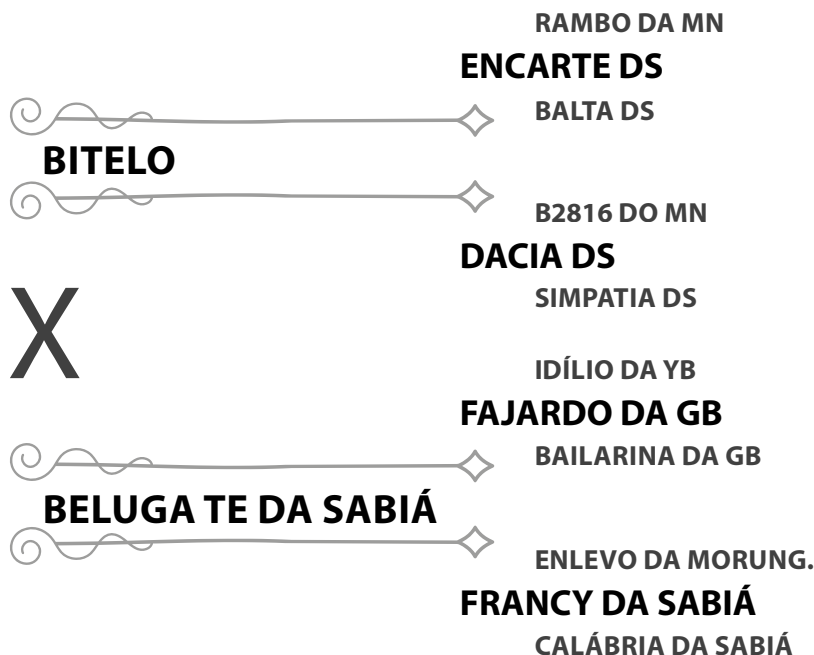 RAMBO DA MN
ENCARTE DS
BALTA DS
BITELO
B2816 DO MN
DACIA DS
SIMPATIA DS
X
IDÍLIO DA YB
FAJARDO DA GB
BAILARINA DA GB
BELUGA TE DA SABIÁ
ENLEVO DA MORUNG.
FRANCY DA SABIÁ
CALÁBRIA DA SABIÁ